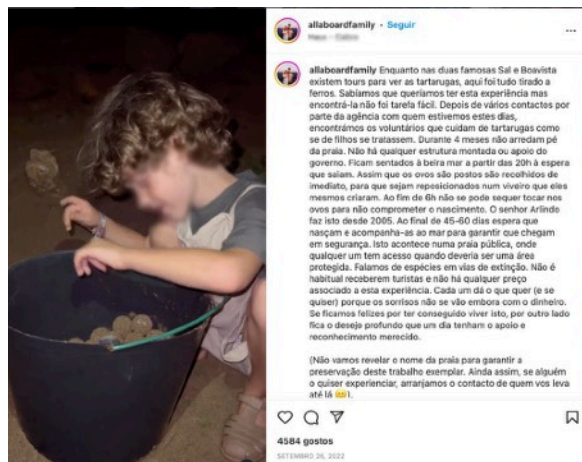 allaboardfamily • Seguir
allaboardfamily Enquanto nas duas famosas Sal e Boavista
existem tours para ver as tartarugas, aqui foi tudo tirado a
ferros. Sabíamos que queríamos ter esta experiência mas
encontrá-la não foi tarefa fácil. Depois de vários contactos por
parte da agência com quem estivemos estes dias,
encontrámos os voluntários que cuidam de tartarugas como
se de filhos se tratassem. Durante 4 meses não arredam pé
da praia. Não há qualquer estrutura montada ou apoio do
governo. Ficam sentados à beira mar a partir das 20h à espera
que saiam. Assim que os ovos são postos são recolhidos de
imediato, para que sejam reposicionados num viveiro que eles
mesmos criaram. Ao fim de 6h não se pode sequer tocar nos
ovos para não comprometer o nascimento. O senhor Arlindo
faz isto desde 2005. Ao final de 45-60 dias espera que
nasçam e acompanha-as ao mar para garantir que chegam
em segurança. Isto acontece numa praia pública, onde
qualquer um tem acesso quando deveria ser uma área
protegida. Falamos de espécies em vias de extinção. Não é
habitual receberem turistas e não há qualquer preço
associado a esta experiência. Cada um dá o que quer (e se
quiser) porque os sorrisos não se vão embora com o dinheiro.
Se ficamos felizes por ter conseguido viver isto, por outro lado
fica o desejo profundo que um dia tenham o apoio e
reconhecimento merecido.
(Não vamos revelar o nome da praia para garantir a
preservação deste trabalho exemplar. Ainda assim, se alguém
o quiser experienciar, arranjamos o contacto de quem vos leva
até lá).
4584 gostos
SETEMBRO 26, 2022